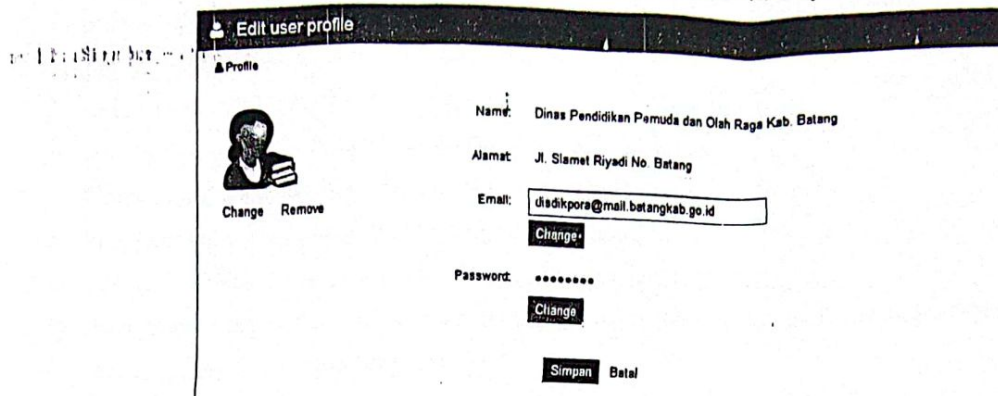 Edit user profile
Profile
Name: Dinas Pendidikan Pemuda dan Olah Raga Kab. Batang
Alamat: Jl. Slamet Riyadi No. Batang
Email: disdikpora@mail.batangkab.go.id
Change Remove
Change
Password: ••••••••
Change
Simpan Batal